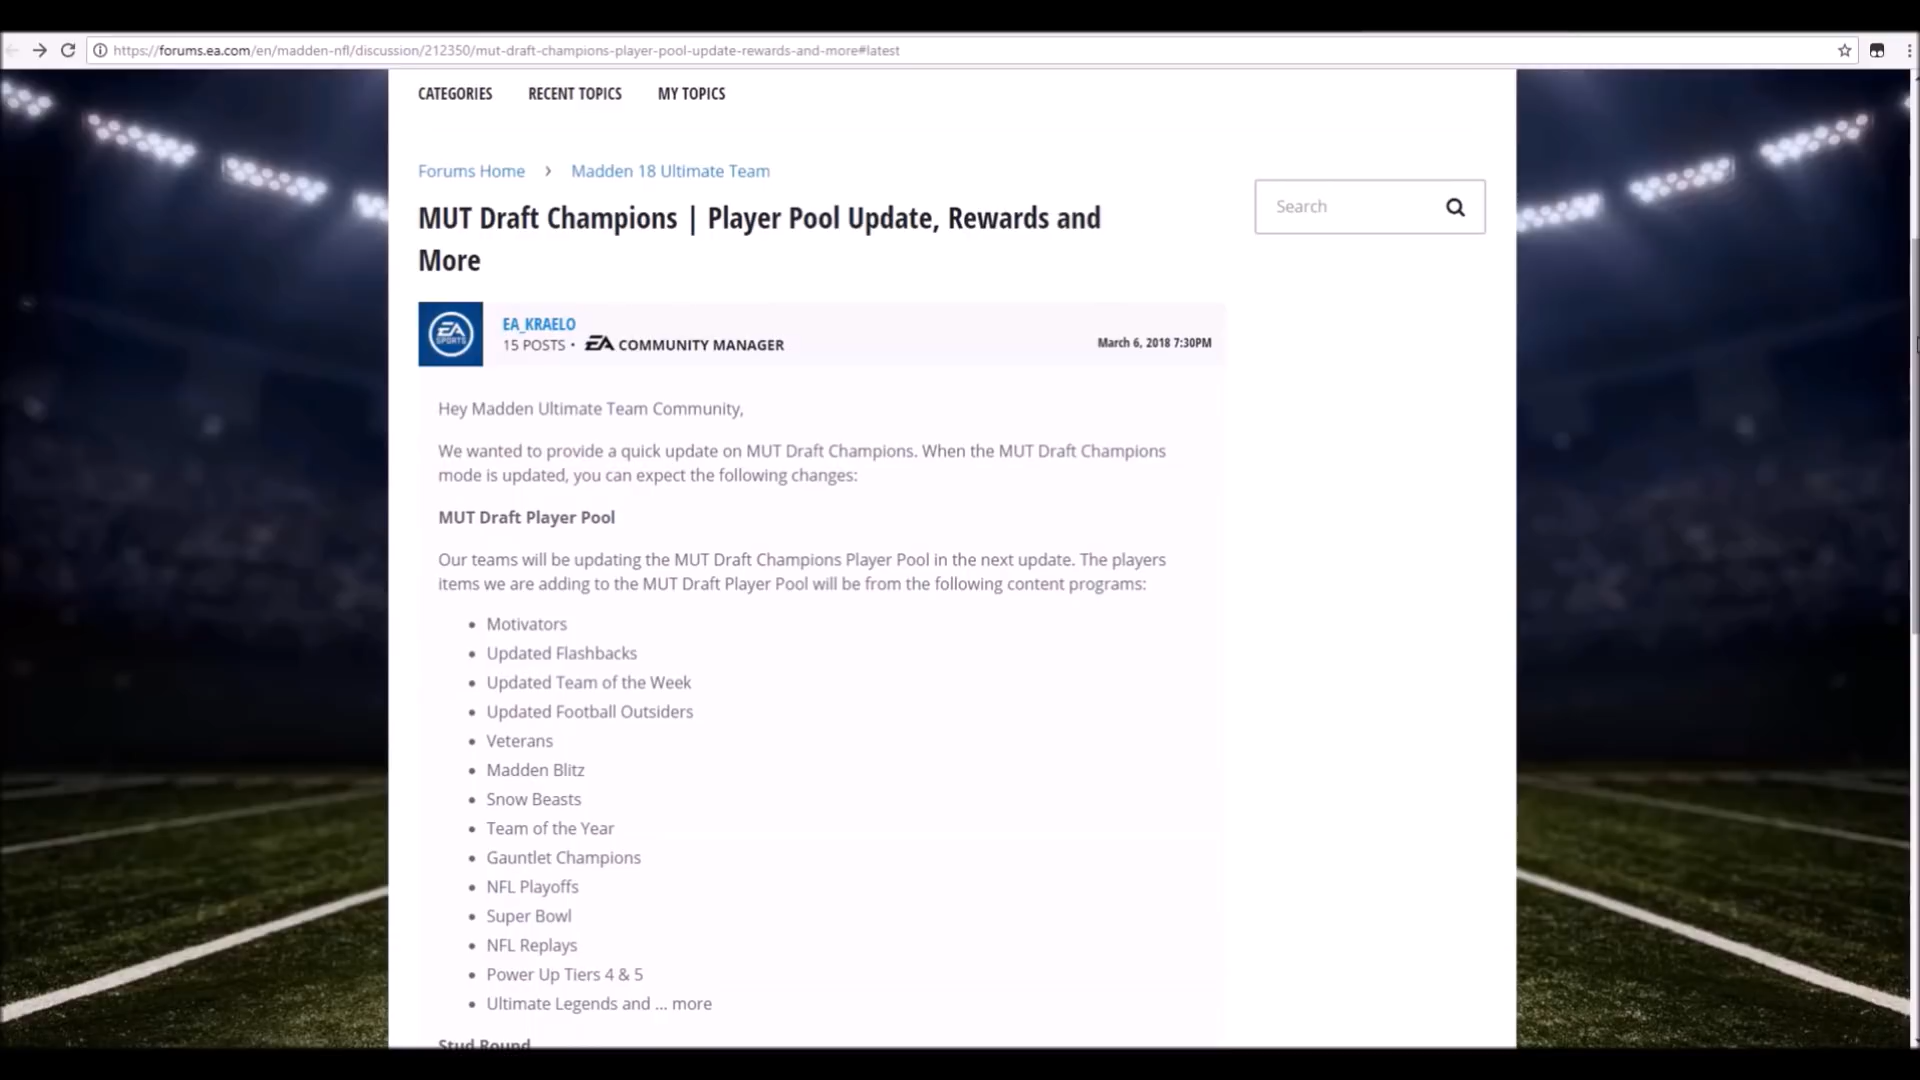 https://forums.ea.com/en/madden-nfl/discussion/212350/mut-draft-champions-player-pool-update-rewards-and-more#latest
CATEGORIES RECENT TOPICS MY TOPICS
Forums Home › Madden 18 Ultimate Team
Search
MUT Draft Champions | Player Pool Update, Rewards and
More
EA SPORTS
EA_KRAELO
15 POSTS • EA COMMUNITY MANAGER
March 6, 2018 7:30PM
Hey Madden Ultimate Team Community,
We wanted to provide a quick update on MUT Draft Champions. When the MUT Draft Champions
mode is updated, you can expect the following changes:
MUT Draft Player Pool
Our teams will be updating the MUT Draft Champions Player Pool in the next update. The players
items we are adding to the MUT Draft Player Pool will be from the following content programs:
• Motivators
• Updated Flashbacks
• Updated Team of the Week
• Updated Football Outsiders
• Veterans
• Madden Blitz
• Snow Beasts
• Team of the Year
• Gauntlet Champions
• NFL Playoffs
• Super Bowl
• NFL Replays
• Power Up Tiers 4 & 5
• Ultimate Legends and ... more
Stud Round